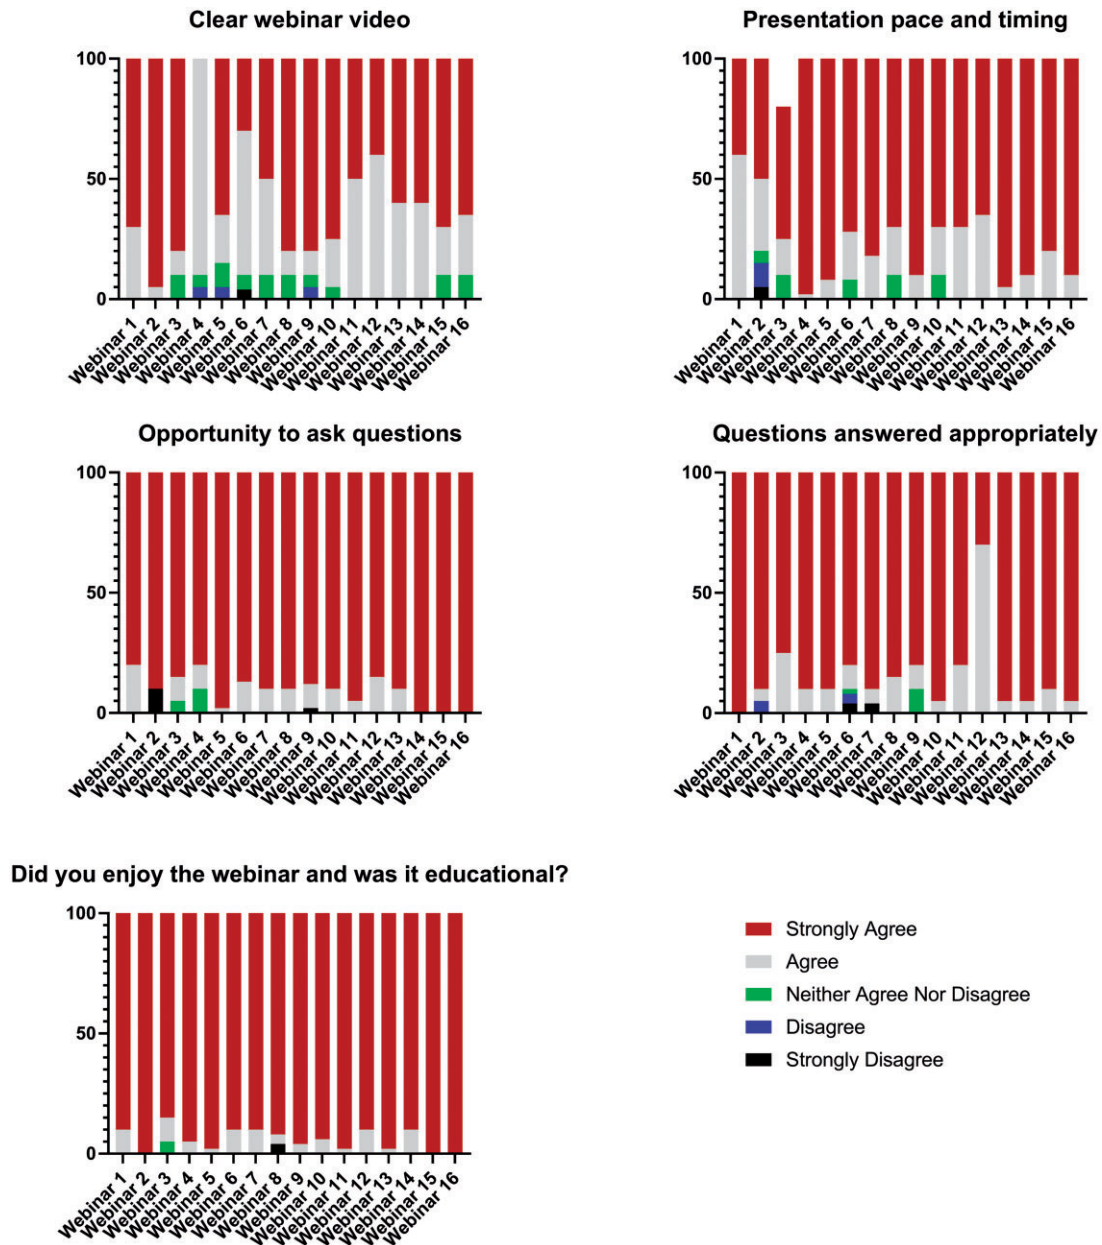 Clear webinar video
100
50
0
Webinar 1
Webinar 2
Webinar 3
Webinar 4
Webinar 5
Webinar 6
Webinar 7
Webinar 8
Webinar 9
Webinar 10
Webinar 11
Webinar 12
Webinar 13
Webinar 14
Webinar 15
Webinar 16
Presentation pace and timing
100
50
0
Webinar 1
Webinar 2
Webinar 3
Webinar 4
Webinar 5
Webinar 6
Webinar 7
Webinar 8
Webinar 9
Webinar 10
Webinar 11
Webinar 12
Webinar 13
Webinar 14
Webinar 15
Webinar 16
Opportunity to ask questions
100
50
0
Webinar 1
Webinar 2
Webinar 3
Webinar 4
Webinar 5
Webinar 6
Webinar 7
Webinar 8
Webinar 9
Webinar 10
Webinar 11
Webinar 12
Webinar 13
Webinar 14
Webinar 15
Webinar 16
Questions answered appropriately
100
50
0
Webinar 1
Webinar 2
Webinar 3
Webinar 4
Webinar 5
Webinar 6
Webinar 7
Webinar 8
Webinar 9
Webinar 10
Webinar 11
Webinar 12
Webinar 13
Webinar 14
Webinar 15
Webinar 16
Did you enjoy the webinar and was it educational?
100
50
0
Webinar 1
Webinar 2
Webinar 3
Webinar 4
Webinar 5
Webinar 6
Webinar 7
Webinar 8
Webinar 9
Webinar 10
Webinar 11
Webinar 12
Webinar 13
Webinar 14
Webinar 15
Webinar 16
Strongly Agree
Agree
Neither Agree Nor Disagree
Disagree
Strongly Disagree